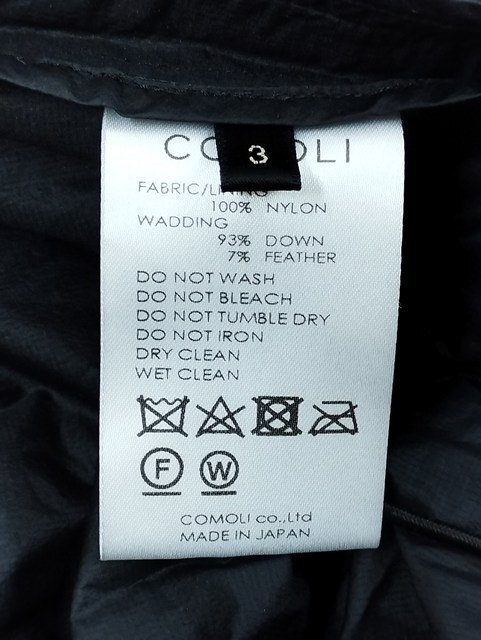 COMOLI
3
FABRIC/LINING
100% NYLON
WADDING
93% DOWN
7% FEATHER
DO NOT WASH
DO NOT BLEACH
DO NOT TUMBLE DRY
DO NOT IRON
DRY CLEAN
WET CLEAN
F W
COMOLI co.,Ltd
MADE IN JAPAN